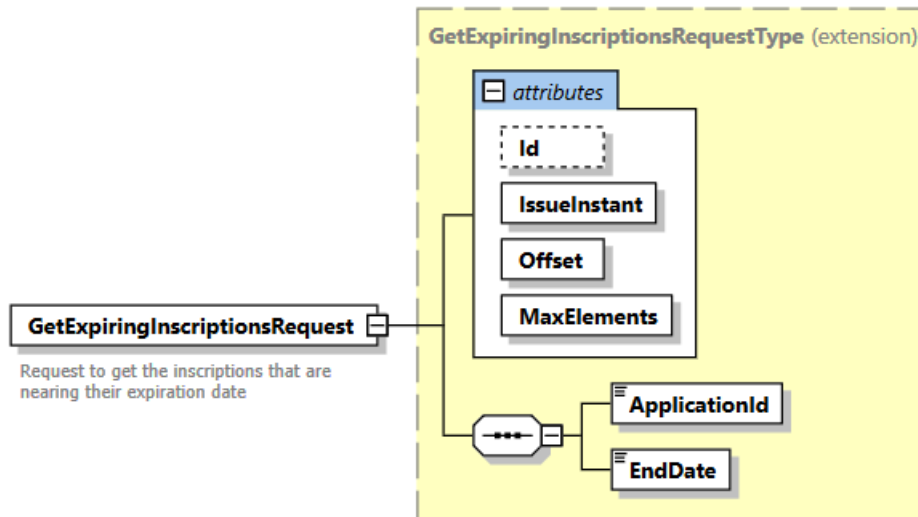 GetExpiringInscriptionsRequestType (extension)
attributes
Id
IssueInstant
Offset
MaxElements
GetExpiringInscriptionsRequest
Request to get the inscriptions that are
nearing their expiration date
ApplicationId
EndDate